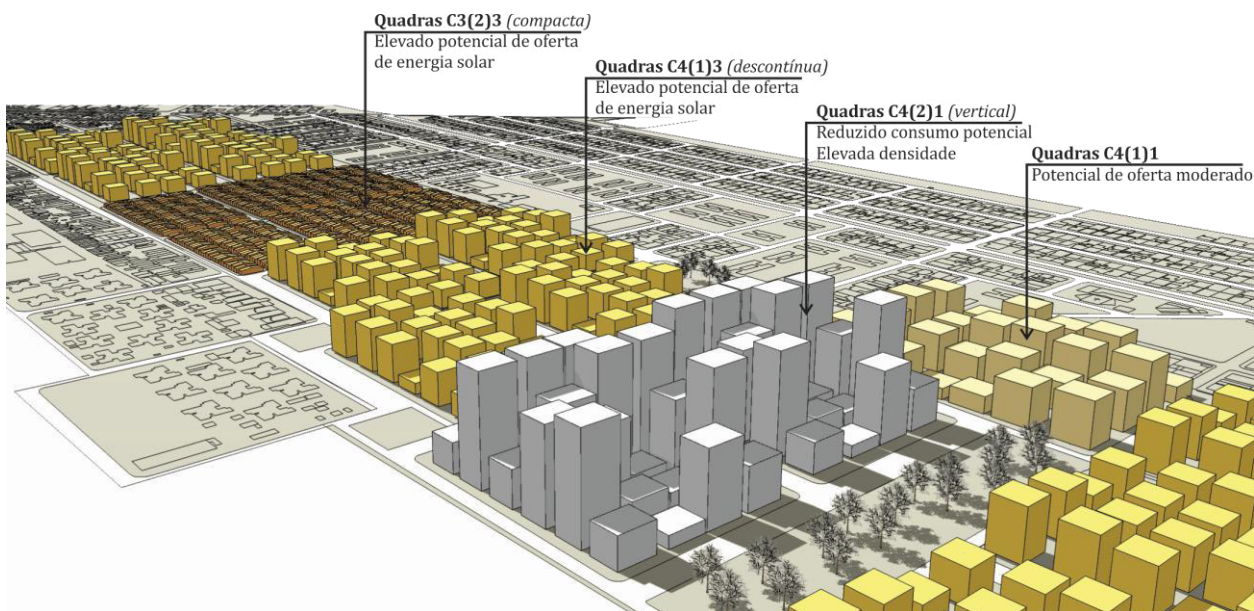 Quadras C3(2)3 (compacta)
Elevado potencial de oferta
de energia solar
Quadras C4(1)3 (descontínua)
Elevado potencial de oferta
de energia solar
Quadras C4(2)1 (vertical)
Reduzido consumo potencial
Elevada densidade
Quadras C4(1)1
Potencial de oferta moderado